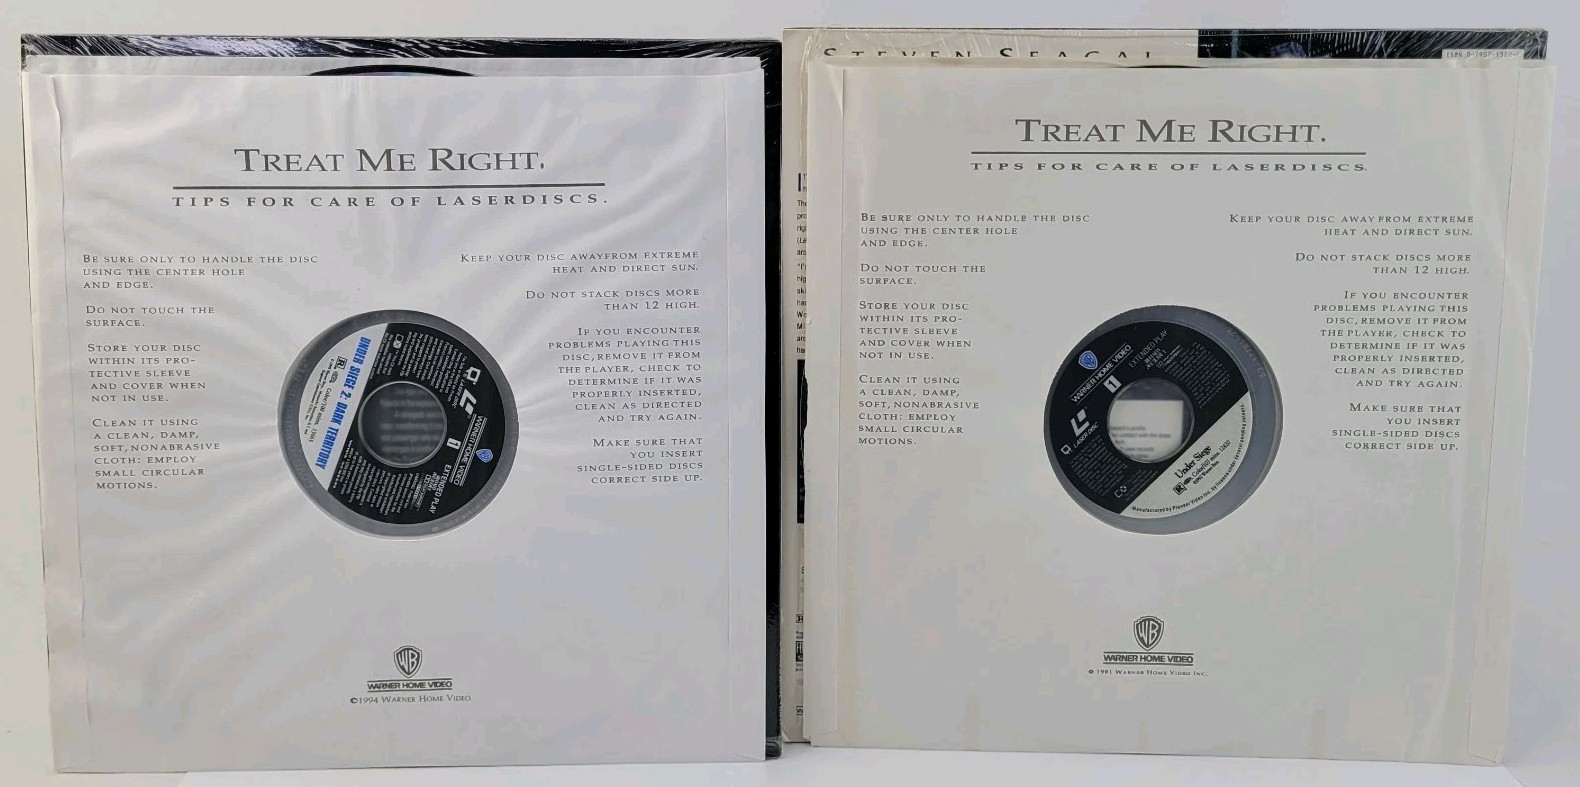 TREAT ME RIGHT.
TIPS FOR CARE OF LASERDISCS.
BE SURE ONLY TO HANDLE THE DISC
USING THE CENTER HOLE
AND EDGE.
DO NOT TOUCH THE
SURFACE.
STORE YOUR DISC
WITHIN ITS PRO-
TECTIVE SLEEVE
AND COVER WHEN
NOT IN USE.
CLEAN IT USING
A CLEAN, DAMP,
SOFT, NONABRASIVE
CLOTH: EMPLOY
SMALL CIRCULAR
MOTIONS.
KEEP YOUR DISC AWAYFROM EXTREME
HEAT AND DIRECT SUN.
DO NOT STACK DISCS MORE
THAN 12 HIGH.
IF YOU ENCOUNTER
PROBLEMS PLAYING THIS
DISC, REMOVE IT FROM
THE PLAYER, CHECK TO
DETERMINE IF IT WAS
PROPERLY INSERTED,
CLEAN AS DIRECTED
AND TRY AGAIN.
MAKE SURE THAT
YOU INSERT
SINGLE-SIDED DISCS
CORRECT SIDE UP.
UNDER SIEGE 2: DARK TERRITORY
R
LASER DISC
WARNER HOME VIDEO
1
EXTENDED PLAY
WB
WARNER HOME VIDEO
©1994 WARNER HOME VIDEO
STEVEN SEAGAL
TREAT ME RIGHT.
TIPS FOR CARE OF LASERDISCS.
BE SURE ONLY TO HANDLE THE DISC
USING THE CENTER HOLE
AND EDGE.
DO NOT TOUCH THE
SURFACE.
STORE YOUR DISC
WITHIN ITS PRO-
TECTIVE SLEEVE
AND COVER WHEN
NOT IN USE.
CLEAN IT USING
A CLEAN, DAMP,
SOFT, NONABRASIVE
CLOTH: EMPLOY
SMALL CIRCULAR
MOTIONS.
KEEP YOUR DISC AWAY FROM EXTREME
HEAT AND DIRECT SUN.
DO NOT STACK DISCS MORE
THAN 12 HIGH.
IF YOU ENCOUNTER
PROBLEMS PLAYING THIS
DISC, REMOVE IT FROM
THE PLAYER, CHECK TO
DETERMINE IF IT WAS
PROPERLY INSERTED,
CLEAN AS DIRECTED
AND TRY AGAIN.
MAKE SURE THAT
YOU INSERT
SINGLE-SIDED DISCS
CORRECT SIDE UP.
WARNER HOME VIDEO
EXTENDED PLAY
1
LASER DISC
Under Siege
R
Manufactured by Pioneer Video Inc.
WB
WARNER HOME VIDEO
© 1991 WARNER HOME VIDEO INC.